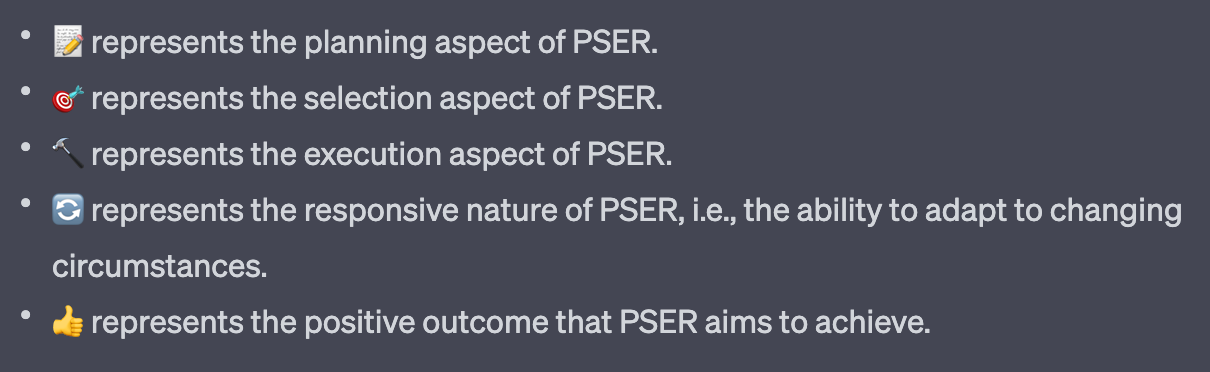 • 📝 represents the planning aspect of PSER.
• 🎯 represents the selection aspect of PSER.
• 🔨 represents the execution aspect of PSER.
• 🔄 represents the responsive nature of PSER, i.e., the ability to adapt to changing
circumstances.
• 👍 represents the positive outcome that PSER aims to achieve.